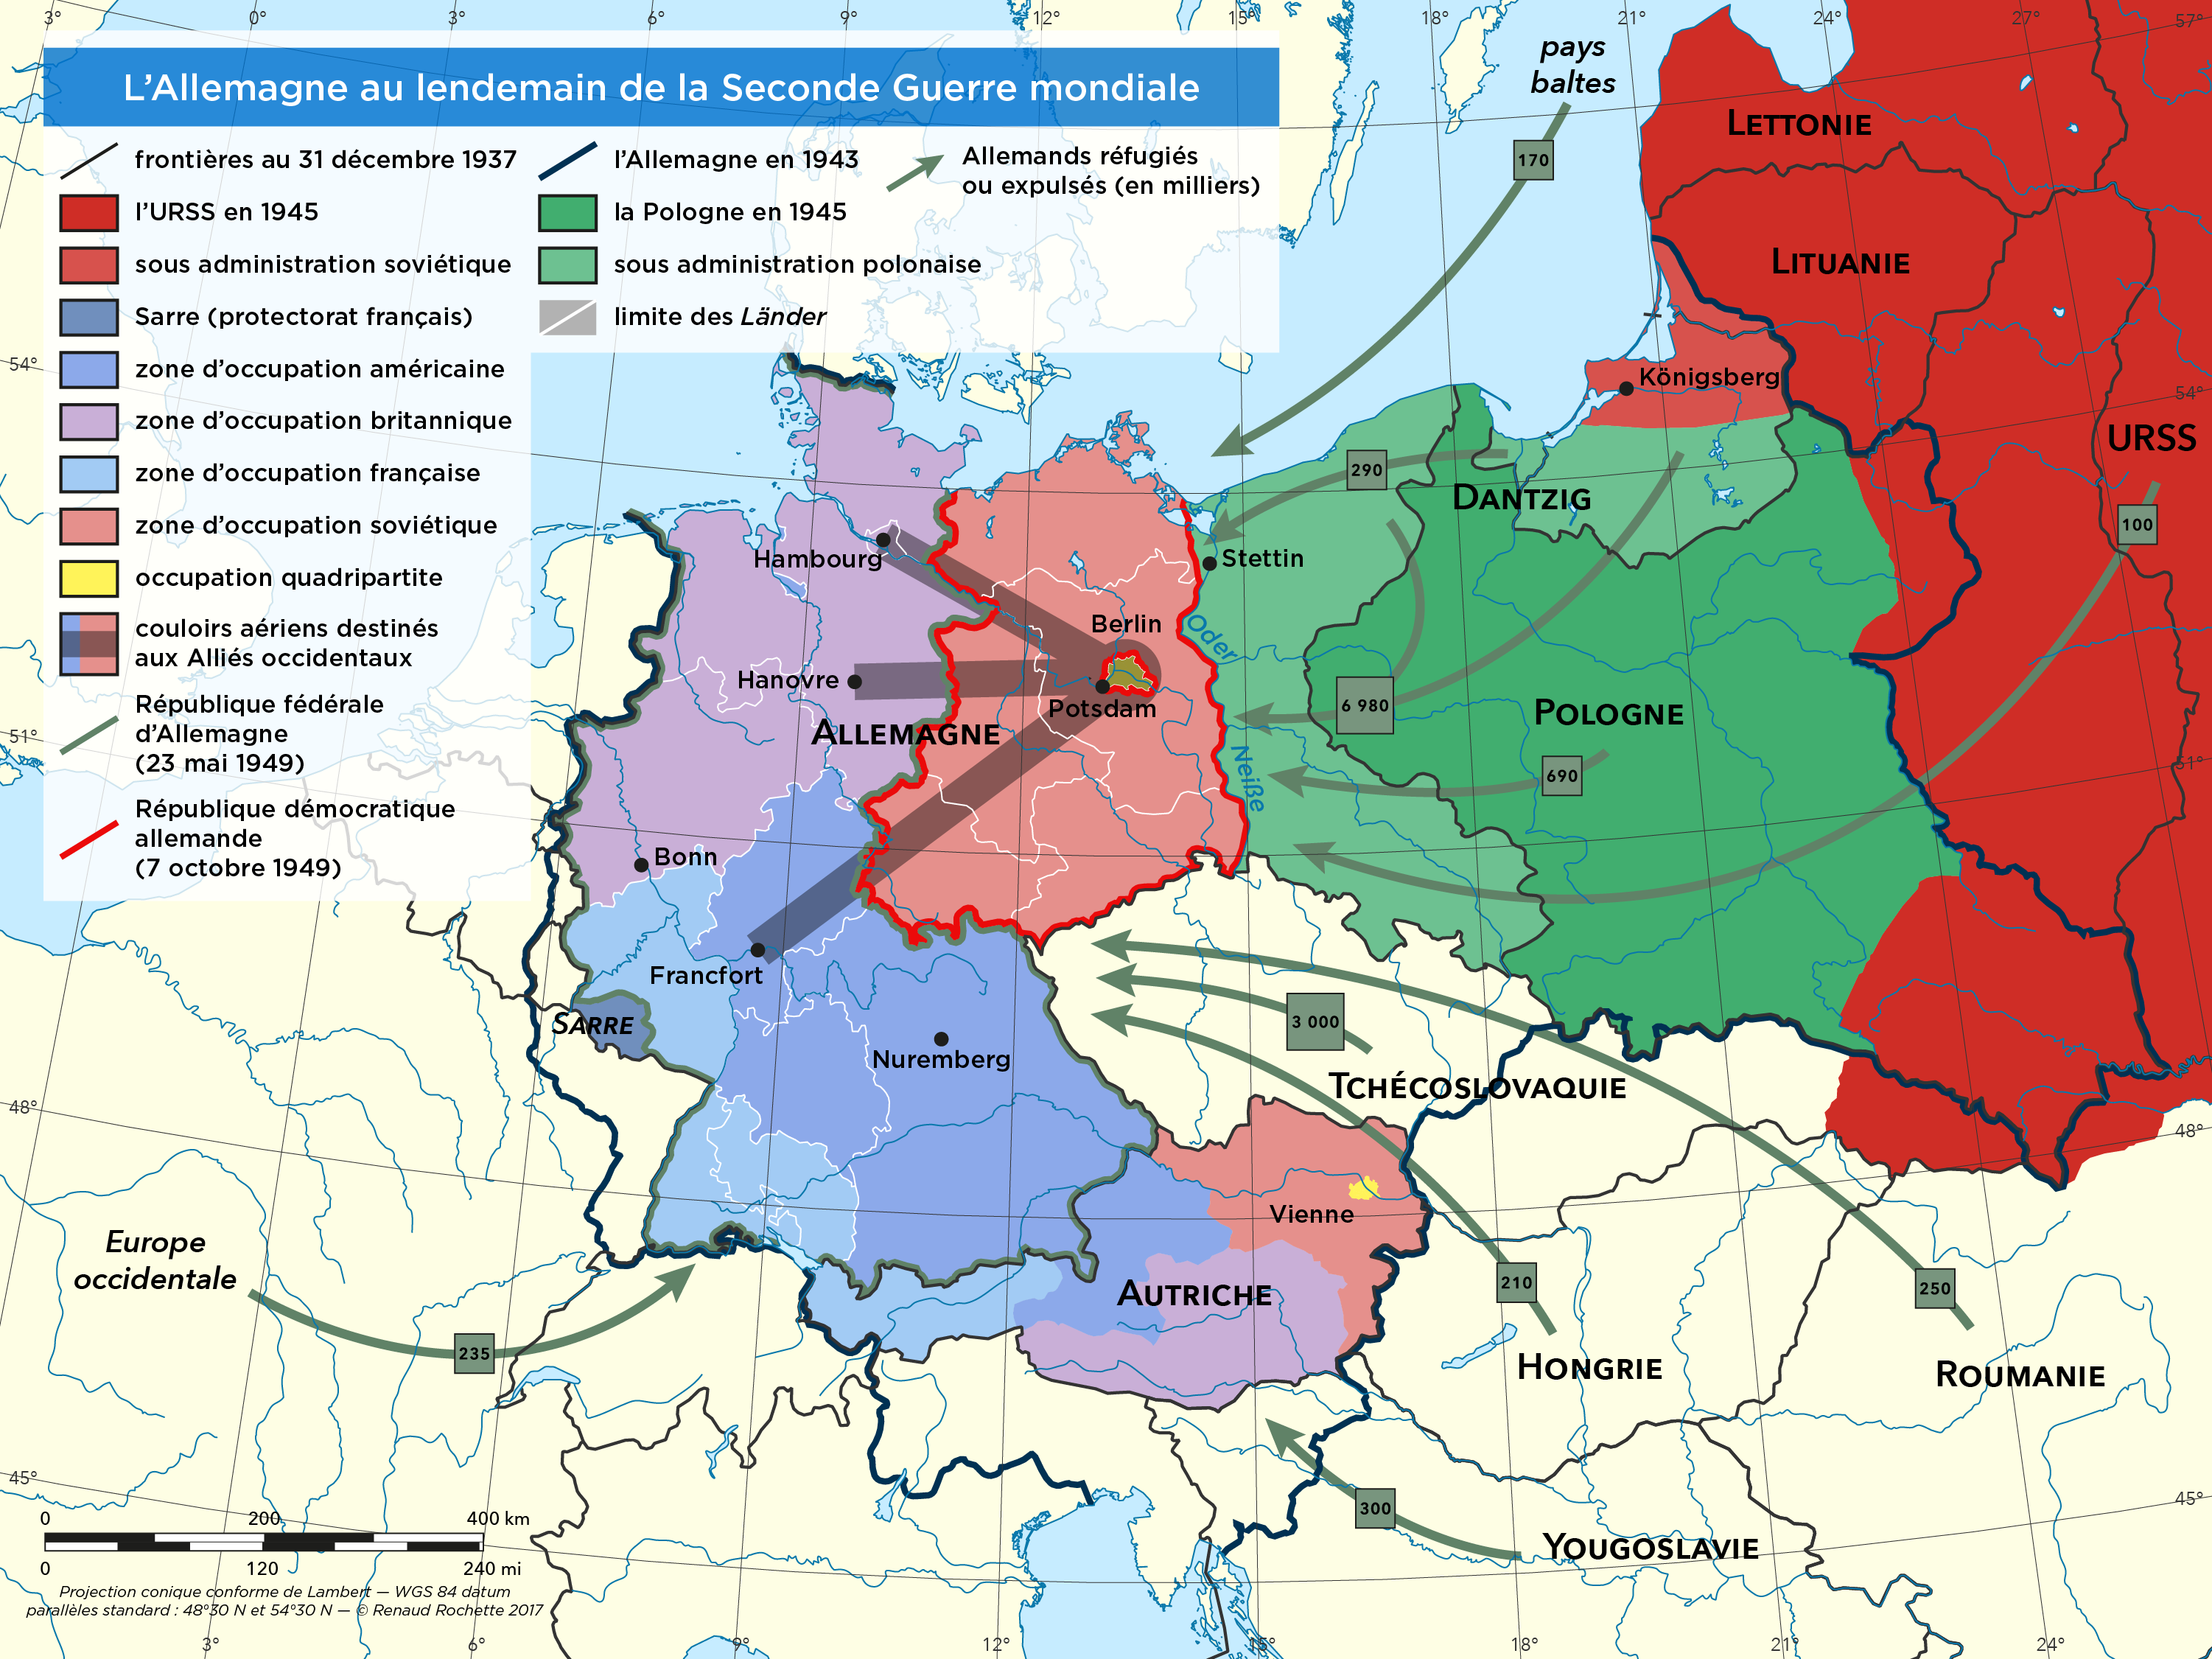 3°
0°
3°
6°
9°
12°
15°
18°
21°
24°
27°
57°
L’Allemagne au lendemain de la Seconde Guerre mondiale
frontières au 31 décembre 1937
l’URSS en 1945
sous administration soviétique
Sarre (protectorat français)
zone d’occupation américaine
zone d’occupation britannique
zone d’occupation française
zone d’occupation soviétique
occupation quadripartite
couloirs aériens destinés
aux Alliés occidentaux
République fédérale
d’Allemagne
(23 mai 1949)
République démocratique
allemande
(7 octobre 1949)
l’Allemagne en 1943
la Pologne en 1945
sous administration polonaise
limite des Länder
Allemands réfugiés
ou expulsés (en milliers)
pays
baltes
170
LETTONIE
LITUANIE
Königsberg
54°
54°
URSS
100
290
DANTZIG
Stettin
Hambourg
Berlin
Oder
Hanovre
Potsdam
ALLEMAGNE
6 980
POLOGNE
690
Neiße
51°
51°
Bonn
Francfort
SARRE
Nuremberg
3 000
TCHÉCOSLOVAQUIE
48°
48°
Vienne
Europe
occidentale
235
AUTRICHE
210
250
HONGRIE
ROUMANIE
45°
45°
300
YOUGOSLAVIE
0
200
400 km
0
120
240 mi
Projection conique conforme de Lambert — WGS 84 datum
parallèles standard : 48°30 N et 54°30 N — © Renaud Rochette 2017
3°
6°
9°
12°
15°
18°
21°
24°